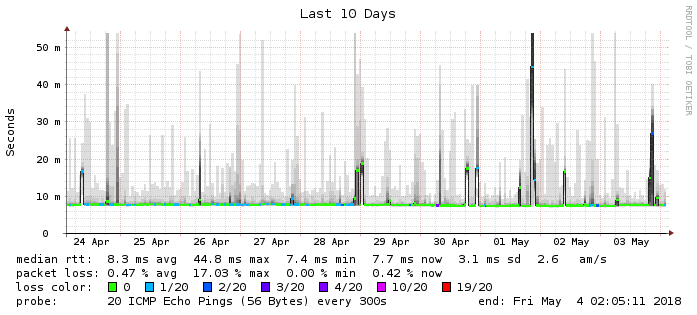 Last 10 Days
RRDTOOL / TOBI OETIKER
Seconds
50 m
40 m
30 m
20 m
10 m
0
24 Apr 25 Apr 26 Apr 27 Apr 28 Apr 29 Apr 30 Apr 01 May 02 May 03 May
median rtt: 8.3 ms avg 44.8 ms max 7.4 ms min 7.7 ms now 3.1 ms sd 2.6 am/s
packet loss: 0.47 % avg 17.03 % max 0.00 % min 0.42 % now
loss color: 0 1/20 2/20 3/20 4/20 10/20 19/20
probe: 20 ICMP Echo Pings (56 Bytes) every 300s end: Fri May 4 02:05:11 2018